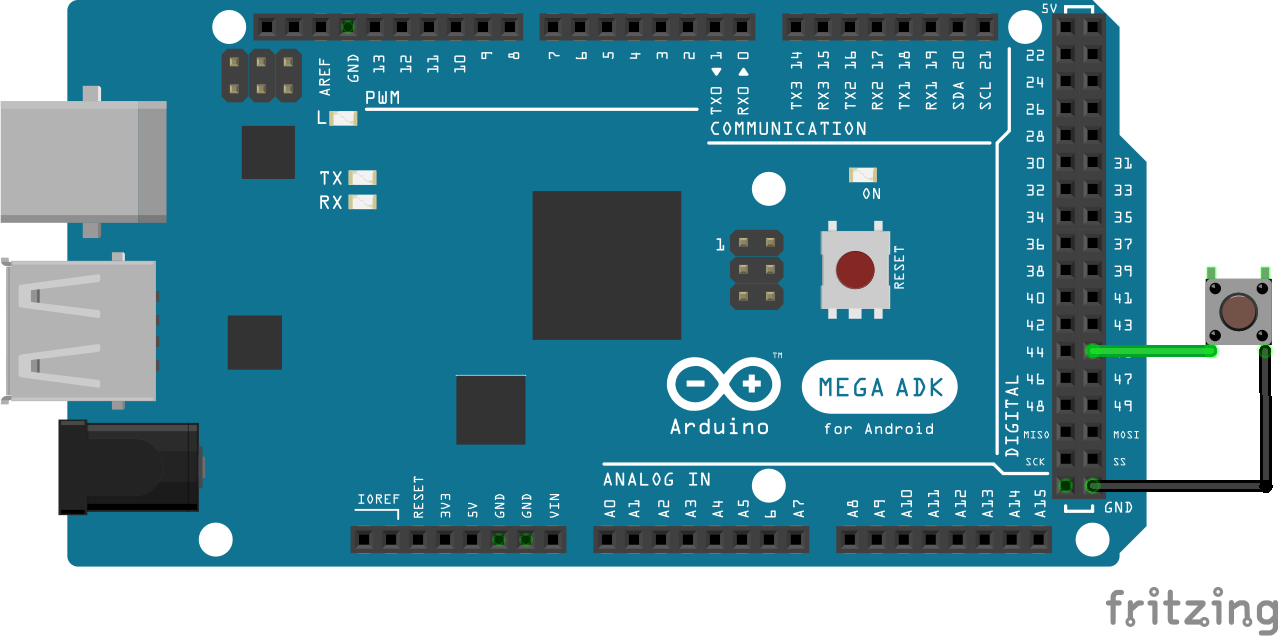 5V
AREF GND 13 12 11 10 9 8
7 6 5 4 3 2 TX0 1 RX0 0
TX3 14 RX3 15 TX2 16 RX2 17 TX1 18 RX1 19 SDA 20 SCL 21
22
24
26
28
30 31
32 33
34 35
36 37
38 39
40 41
42 43
44
46 47
48 49
MISO MOSI
SCK SS
GND
PWM
L
COMMUNICATION
TX
RX
ON
1
RESET
TM
MEGA ADK
Arduino
for Android
DIGITAL
ANALOG IN
IOREF RESET 3V3 5V GND GND VIN
A0 A1 A2 A3 A4 A5 6 A7
A8 A9 A10 A11 A12 A13 A14 A15
fritzing